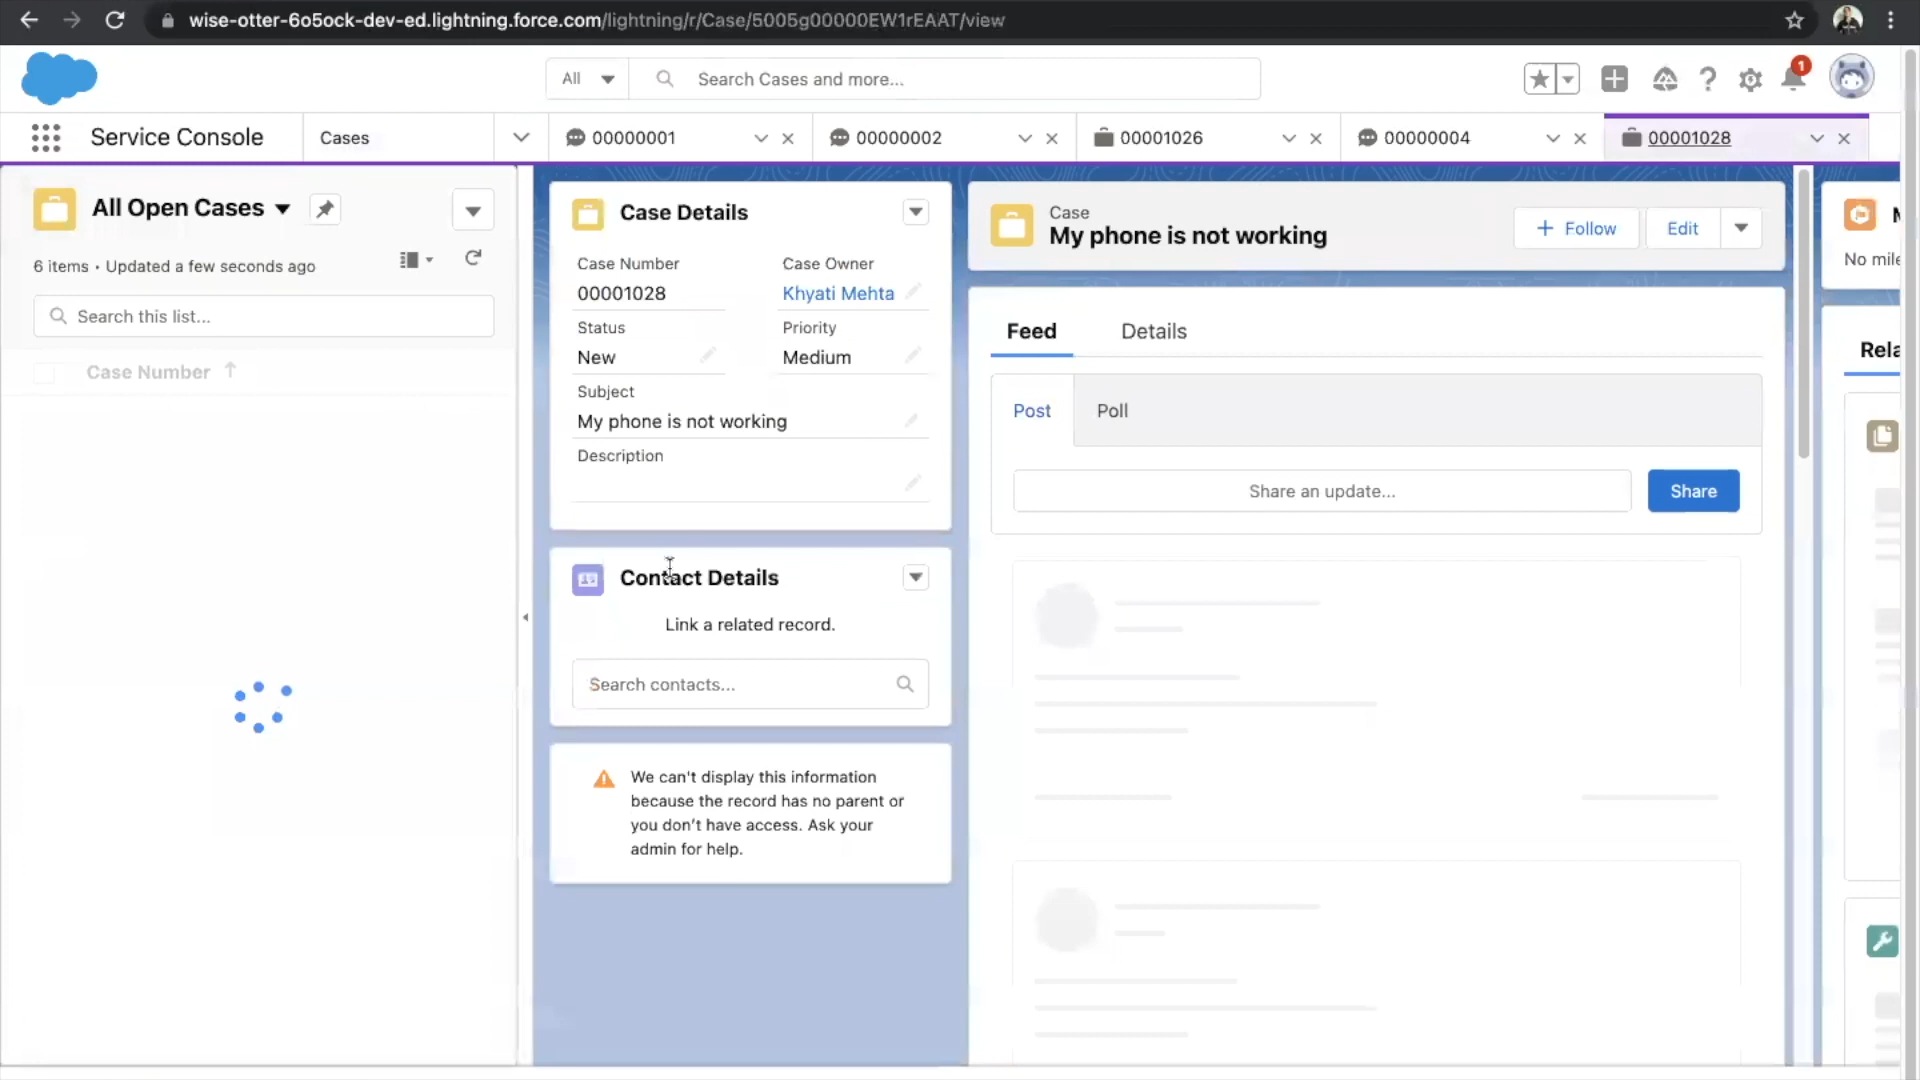 wise-otter-6o5ock-dev-ed.lightning.force.com/lightning/r/Case/5005g00000EW1rEAAT/view
All
Search Cases and more...
1
Service Console
Cases
00000001
00000002
00001026
00000004
00001028
All Open Cases
6 items • Updated a few seconds ago
Search this list...
Case Number
Case Details
Case Number
Case Owner
00001028
Khyati Mehta
Status
Priority
New
Medium
Subject
My phone is not working
Description
Contact Details
Link a related record.
Search contacts...
We can't display this information
because the record has no parent or
you don't have access. Ask your
admin for help.
Case
My phone is not working
Follow
Edit
Feed
Details
Post
Poll
Share an update...
Share
No mile
Rela